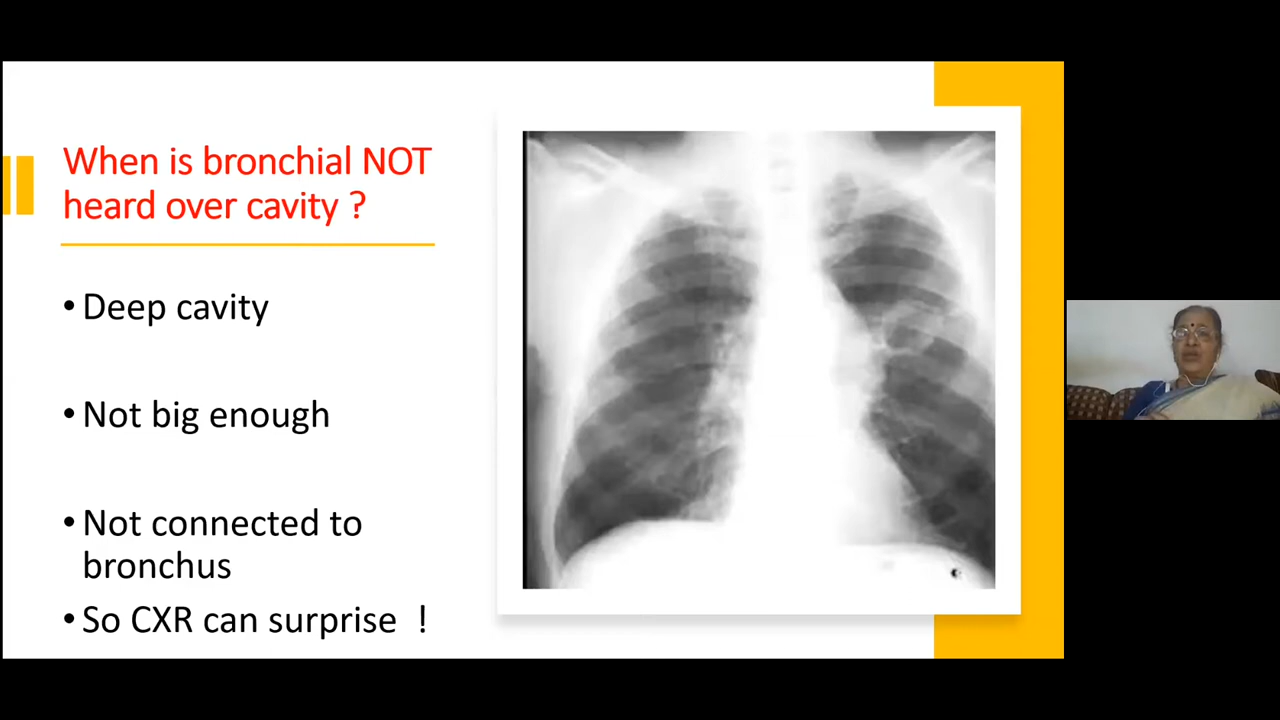 When is bronchial NOT
heard over cavity ?
• Deep cavity
• Not big enough
• Not connected to
bronchus
• So CXR can surprise !